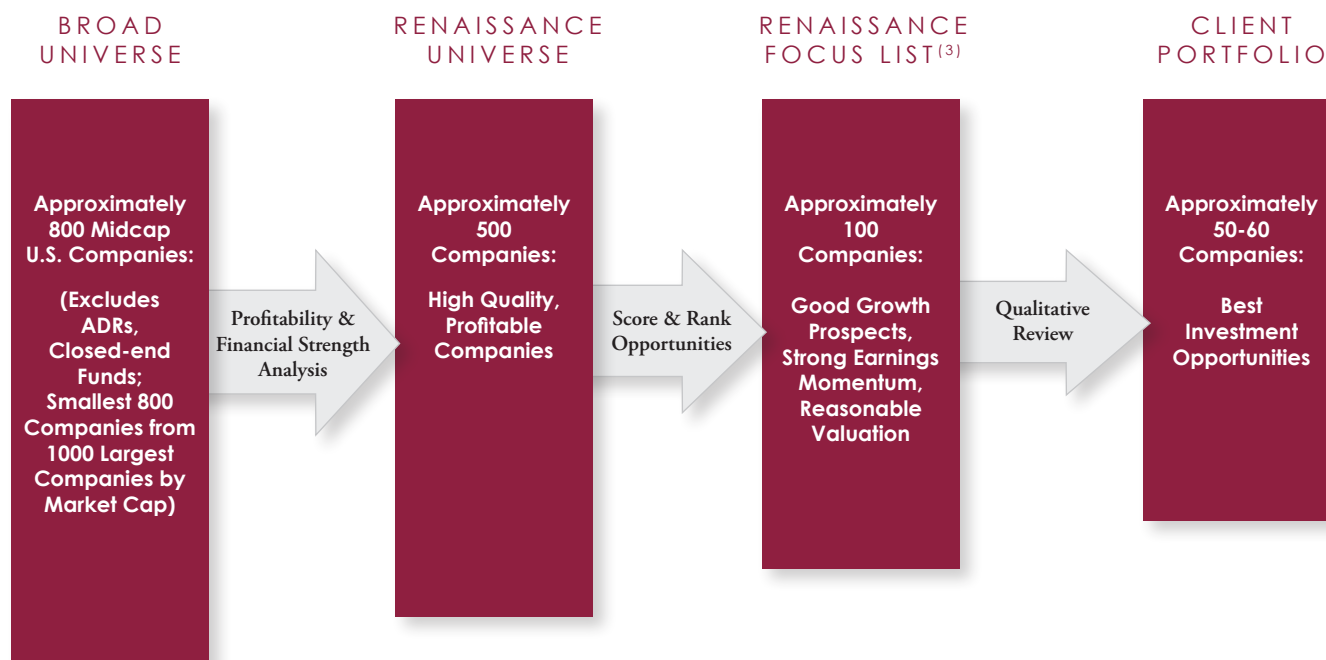 BROAD
UNIVERSE
Approximately
800 Midcap
U.S. Companies:
(Excludes
ADRs,
Closed-end
Funds;
Smallest 800
Companies from
1000 Largest
Companies by
Market Cap)
Profitability &
Financial Strength
Analysis
RENAISSANCE
UNIVERSE
Approximately
500
Companies:
High Quality,
Profitable
Companies
Score & Rank
Opportunities
RENAISSANCE
FOCUS LIST(3)
Approximately
100
Companies:
Good Growth
Prospects,
Strong Earnings
Momentum,
Reasonable
Valuation
Qualitative
Review
CLIENT
PORTFOLIO
Approximately
50-60
Companies:
Best
Investment
Opportunities